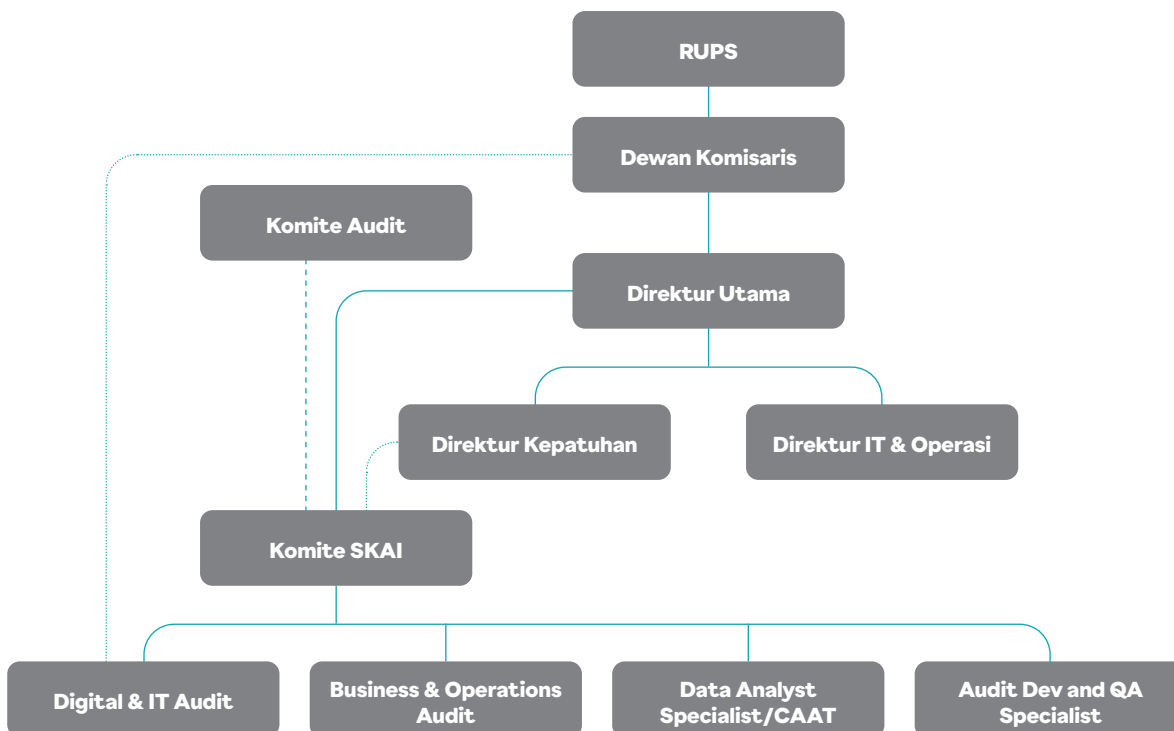 RUPS
Dewan Komisaris
Komite Audit
Direktur Utama
Direktur Kepatuhan
Direktur IT & Operasi
Komite SKAI
Digital & IT Audit
Business & Operations
Audit
Data Analyst
Specialist/CAAT
Audit Dev and QA
Specialist